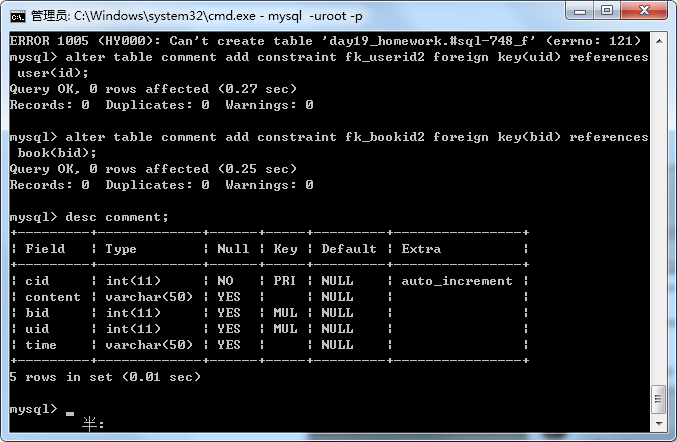 管理员: C:\Windows\system32\cmd.exe - mysql  -uroot -p
ERROR 1005 (HY000): Can't create table 'day19_homework.#sql-748_f' (errno: 121)
mysql> alter table comment add constraint fk_userid2 foreign key(uid) references
 user(id);
Query OK, 0 rows affected (0.27 sec)
Records: 0  Duplicates: 0  Warnings: 0
mysql> alter table comment add constraint fk_bookid2 foreign key(bid) references
 book(bid);
Query OK, 0 rows affected (0.25 sec)
Records: 0  Duplicates: 0  Warnings: 0
mysql> desc comment;
+---------+-------------+------+-----+---------+----------------+
| Field   | Type        | Null | Key | Default | Extra          |
+---------+-------------+------+-----+---------+----------------+
| cid     | int(11)     | NO   | PRI | NULL    | auto_increment |
| content | varchar(50) | YES  |     | NULL    |                |
| bid     | int(11)     | YES  | MUL | NULL    |                |
| uid     | int(11)     | YES  | MUL | NULL    |                |
| time    | varchar(50) | YES  |     | NULL    |                |
+---------+-------------+------+-----+---------+----------------+
5 rows in set (0.01 sec)
mysql> _
半: